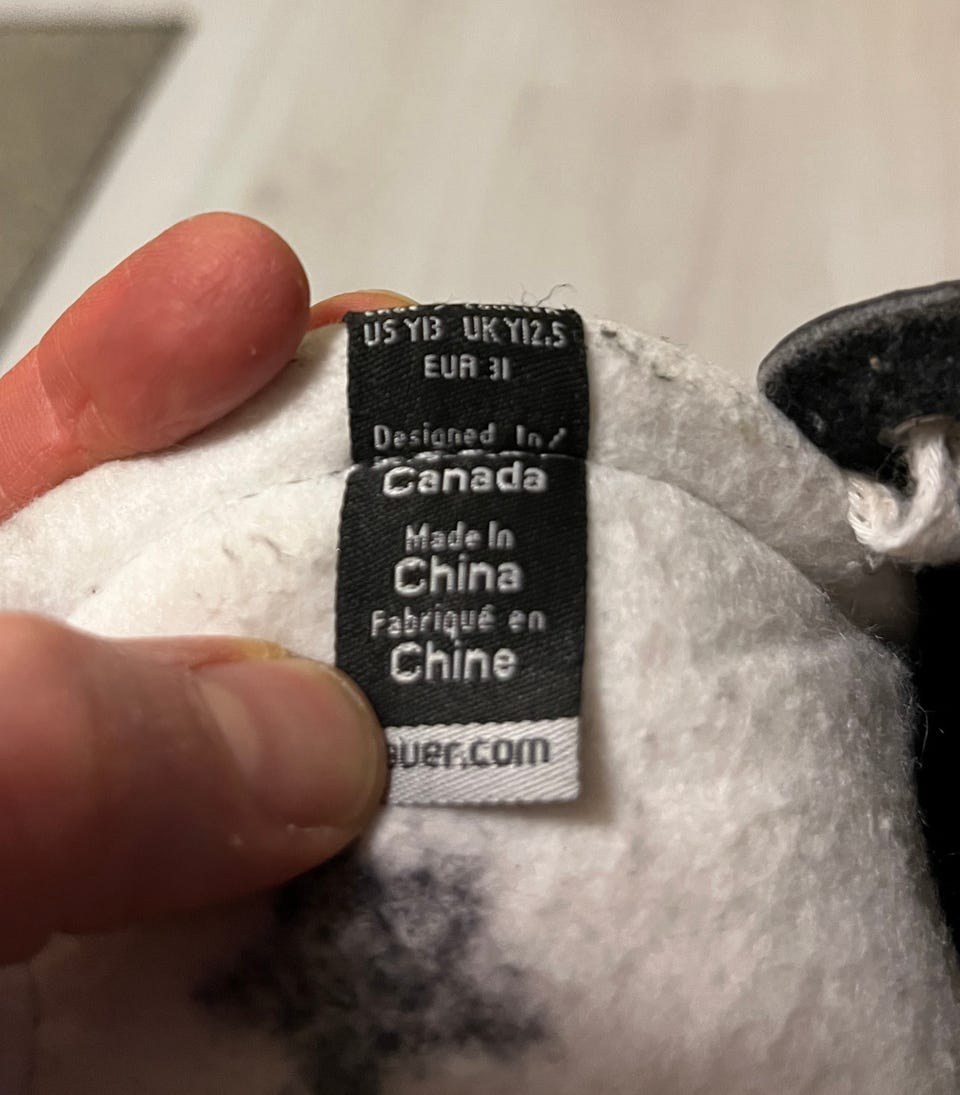 US Y13 UK Y12.5
EUR 31
Designed In/
Canada
Made In
China
Fabriqué en
Chine
auer.com